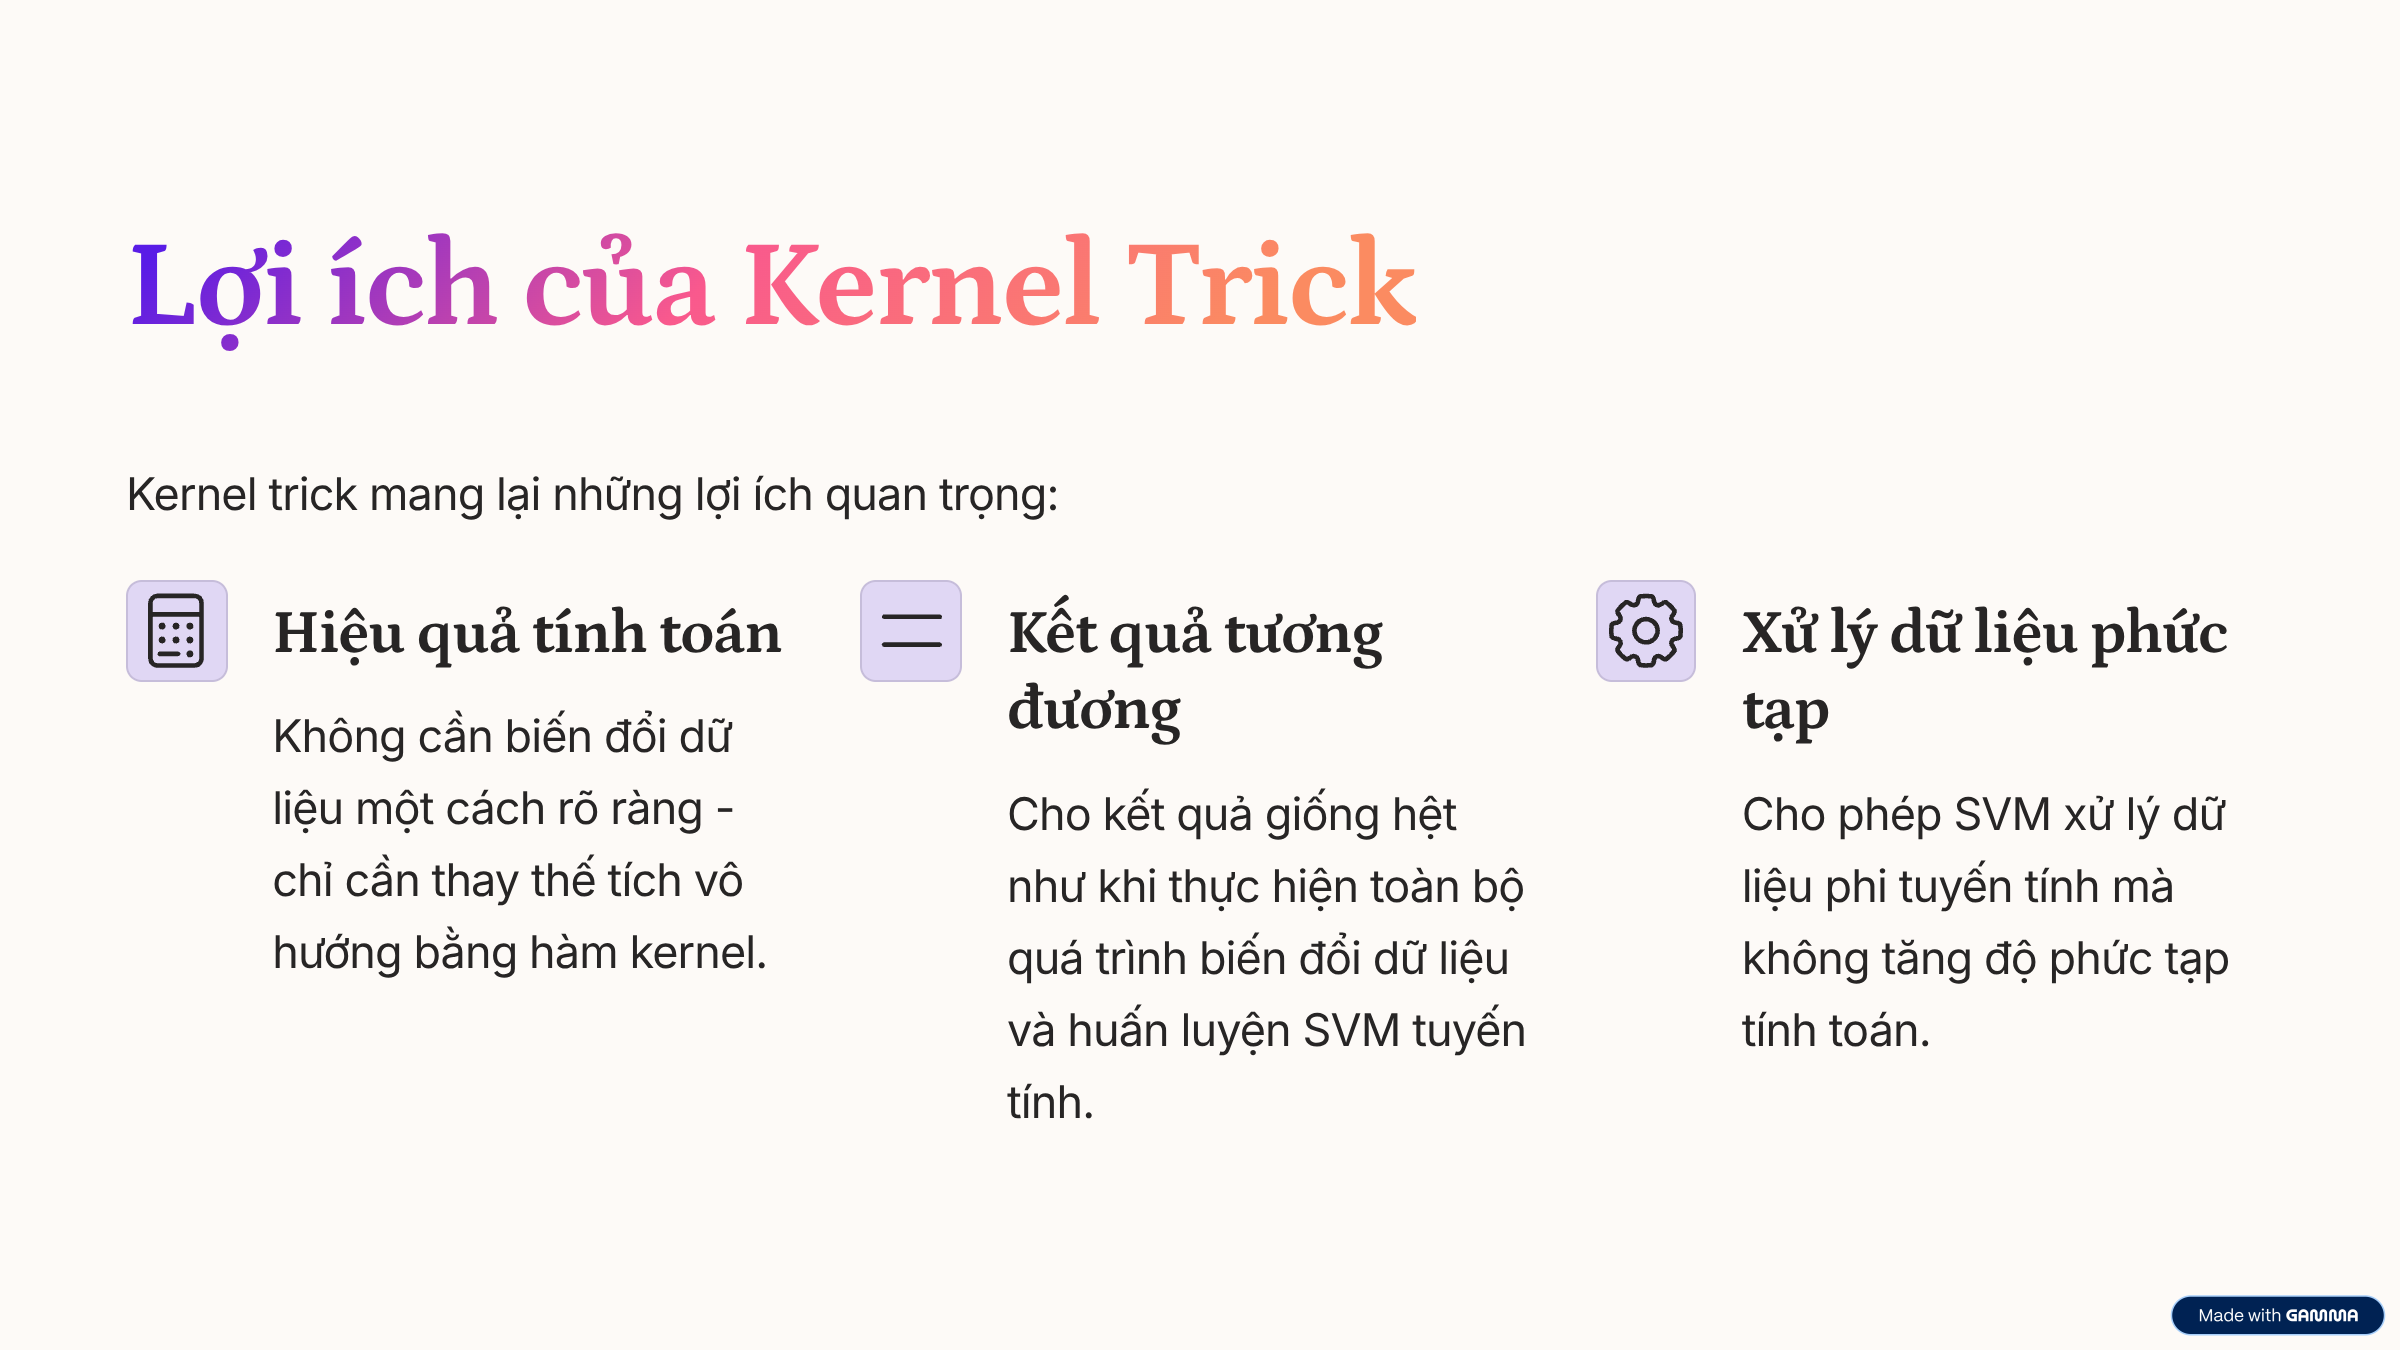 Lợi ích của Kernel Trick
Kernel trick mang lại những lợi ích quan trọng:
Hiệu quả tính toán
Không cần biến đổi dữ
liệu một cách rõ ràng -
chỉ cần thay thế tích vô
hướng bằng hàm kernel.
Kết quả tương
đương
Cho kết quả giống hệt
như khi thực hiện toàn bộ
quá trình biến đổi dữ liệu
và huấn luyện SVM tuyến
tính.
Xử lý dữ liệu phức
tạp
Cho phép SVM xử lý dữ
liệu phi tuyến tính mà
không tăng độ phức tạp
tính toán.
Made with GAMMA